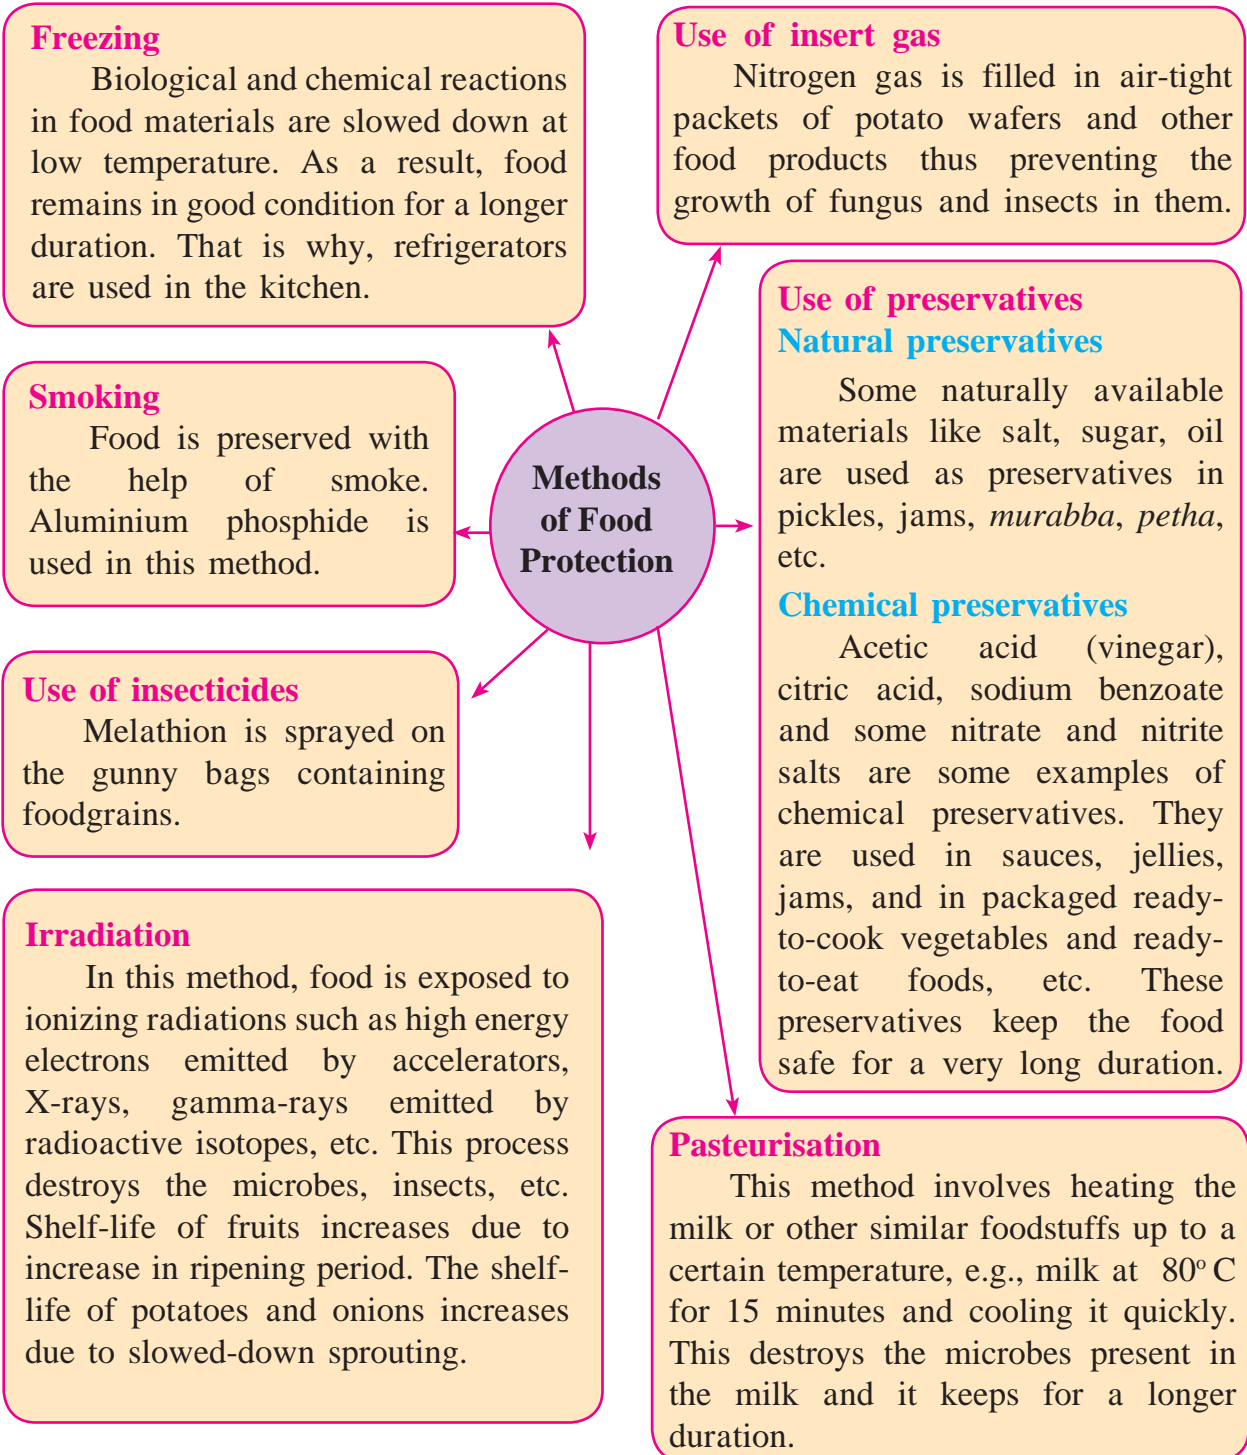 Freezing
Biological and chemical reactions
in food materials are slowed down at
low temperature. As a result, food
remains in good condition for a longer
duration. That is why, refrigerators
are used in the kitchen.
Use of insert gas
Nitrogen gas is filled in air-tight
packets of potato wafers and other
food products thus preventing the
growth of fungus and insects in them.
Smoking
Food is preserved with
the help of smoke.
Aluminium phosphide is
used in this method.
Methods
of Food
Protection
Use of preservatives
Natural preservatives
Some naturally available
materials like salt, sugar, oil
are used as preservatives in
pickles, jams, murabba, petha,
etc.
Chemical preservatives
Acetic acid (vinegar),
citric acid, sodium benzoate
and some nitrate and nitrite
salts are some examples of
chemical preservatives. They
are used in sauces, jellies,
jams, and in packaged ready-
to-cook vegetables and ready-
to-eat foods, etc. These
preservatives keep the food
safe for a very long duration.
Use of insecticides
Melathion is sprayed on
the gunny bags containing
foodgrains.
Irradiation
In this method, food is exposed to
ionizing radiations such as high energy
electrons emitted by accelerators,
X-rays, gamma-rays emitted by
radioactive isotopes, etc. This process
destroys the microbes, insects, etc.
Shelf-life of fruits increases due to
increase in ripening period. The shelf-
life of potatoes and onions increases
due to slowed-down sprouting.
Pasteurisation
This method involves heating the
milk or other similar foodstuffs up to a
certain temperature, e.g., milk at 80° C
for 15 minutes and cooling it quickly.
This destroys the microbes present in
the milk and it keeps for a longer
duration.